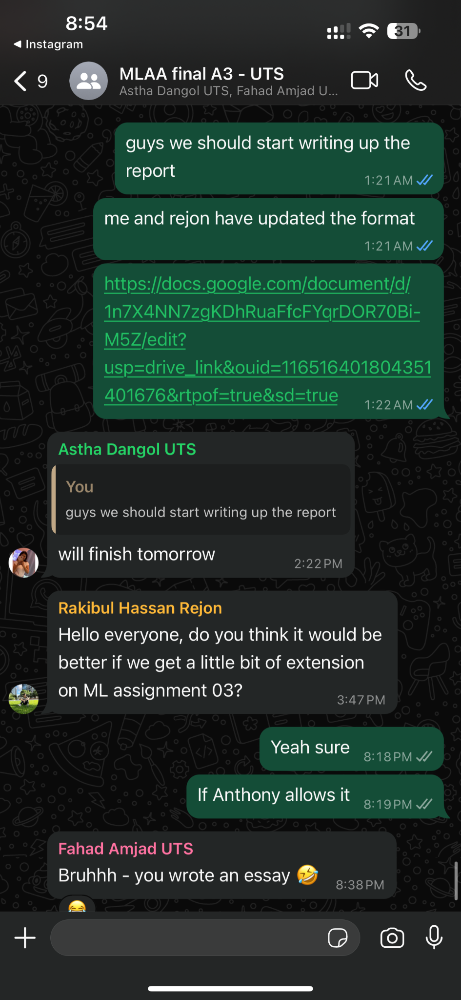 8:54
31
◀ Instagram
9
MLAA final A3 - UTS
Astha Dangol UTS, Fahad Amjad U...
guys we should start writing up the
report
1:21 AM
me and rejon have updated the format
1:21 AM
https://docs.google.com/document/d/
1n7X4NN7zgKDhRuaFfcFYqrDOR70Bi-
M5Z/edit?
usp=drive_link&ouid=116516401804351
401676&rtpof=true&sd=true
1:22 AM
Astha Dangol UTS
You
guys we should start writing up the report
will finish tomorrow
2:22 PM
Rakibul Hassan Rejon
Hello everyone, do you think it would be
better if we get a little bit of extension
on ML assignment 03?
3:47 PM
Yeah sure
8:18 PM
If Anthony allows it
8:19 PM
Fahad Amjad UTS
Bruhhh - you wrote an essay 🤣
8:38 PM
😂